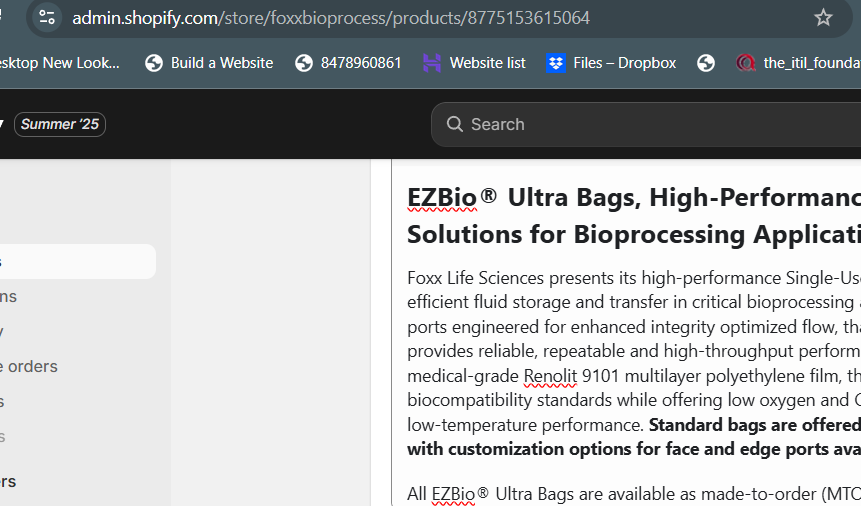 admin.shopify.com/store/foxxbioprocess/products/8775153615064
esktop New Look... Build a Website 8478960861 Website list Files – Dropbox the_itil_founda
Summer '25 Search
EZBio® Ultra Bags, High-Performanc
Solutions for Bioprocessing Applicati
Foxx Life Sciences presents its high-performance Single-Us
efficient fluid storage and transfer in critical bioprocessing
ports engineered for enhanced integrity optimized flow, tha
provides reliable, repeatable and high-throughput perform
medical-grade Renolit 9101 multilayer polyethylene film, th
biocompatibility standards while offering low oxygen and
low-temperature performance. Standard bags are offered
with customization options for face and edge ports ava
All EZBio® Ultra Bags are available as made-to-order (MTO
s
ns
y
e orders
s
s
rs